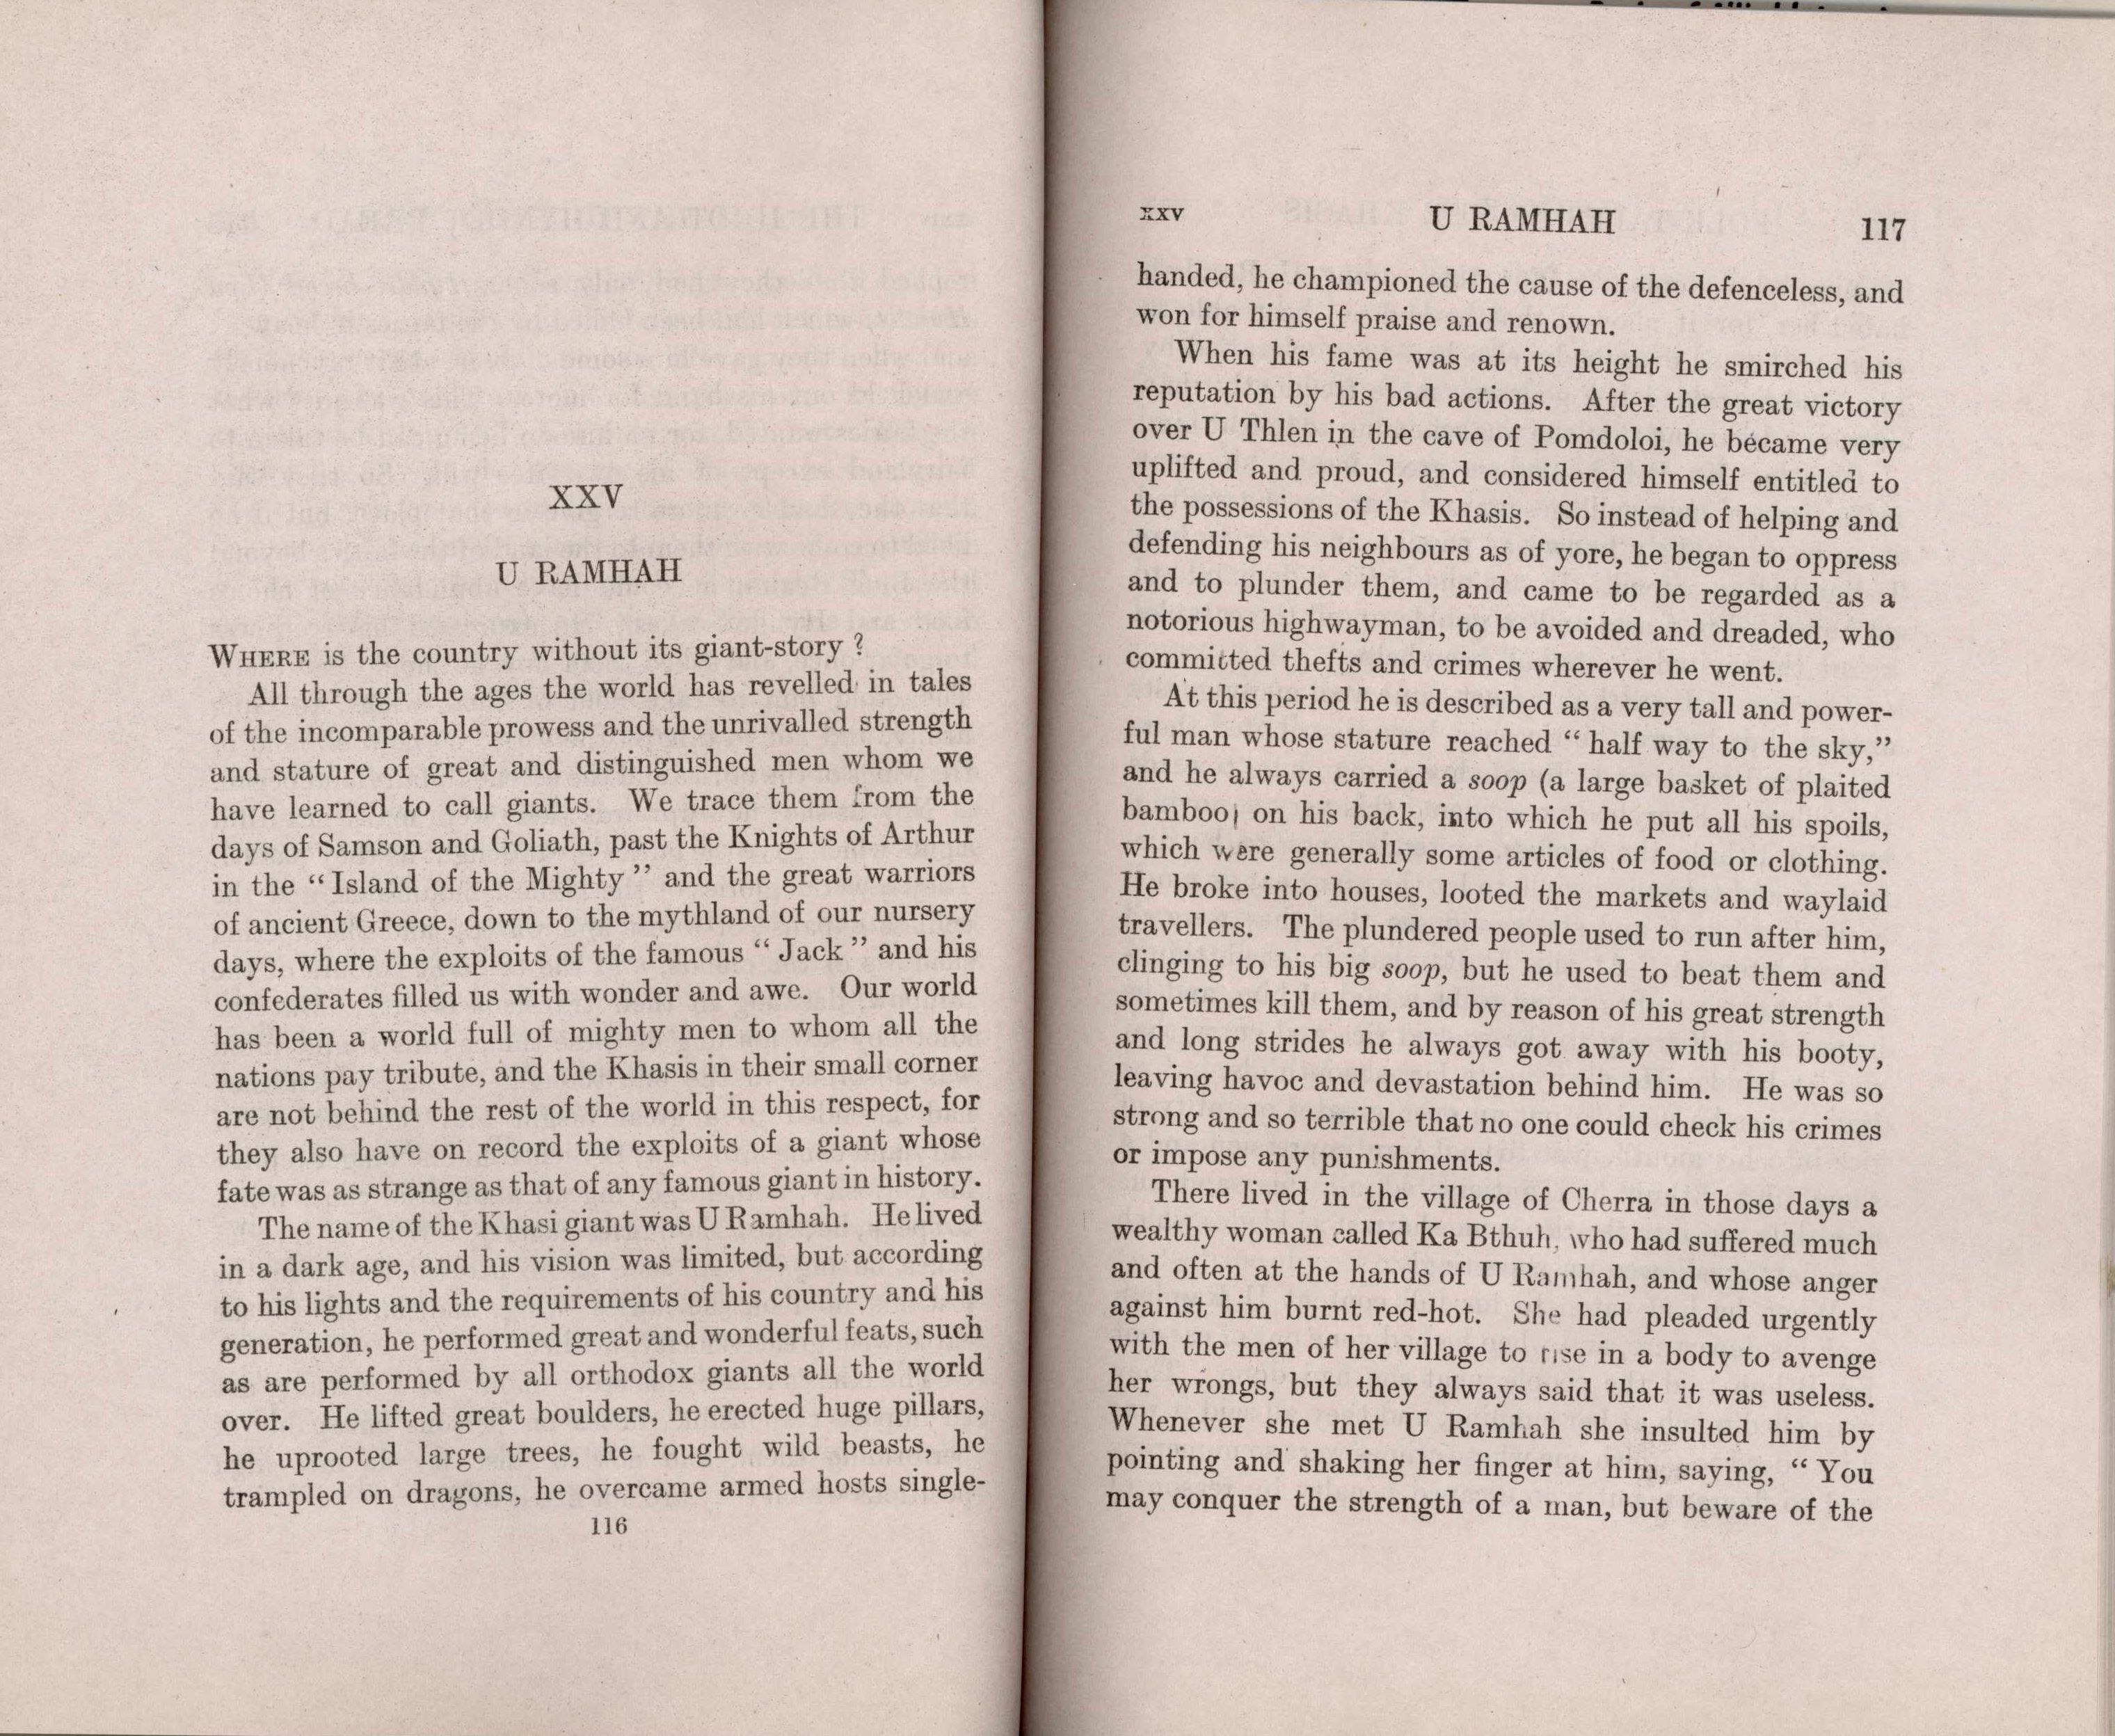 XXV
U RAMHAH
WHERE is the country without its giant-story ?
All through the ages the world has revelled in tales
of the incomparable prowess and the unrivalled strength
and stature of great and distinguished men whom we
have learned to call giants. We trace them from the
days of Samson and Goliath, past the Knights of Arthur
in the “Island of the Mighty” and the great warriors
of ancient Greece, down to the mythland of our nursery
days, where the exploits of the famous “Jack” and his
confederates filled us with wonder and awe. Our world
has been a world full of mighty men to whom all the
nations pay tribute, and the Khasis in their small corner
are not behind the rest of the world in this respect, for
they also have on record the exploits of a giant whose
fate was as strange as that of any famous giant in history.
The name of the Khasi giant was U Ramhah. He lived
in a dark age, and his vision was limited, but according
to his lights and the requirements of his country and his
generation, he performed great and wonderful feats, such
as are performed by all orthodox giants all the world
over. He lifted great boulders, he erected huge pillars,
he uprooted large trees, he fought wild beasts, he
trampled on dragons, he overcame armed hosts single-
116
XXV U RAMHAH 117
handed, he championed the cause of the defenceless, and
won for himself praise and renown.
When his fame was at its height he smirched his
reputation by his bad actions. After the great victory
over U Thlen in the cave of Pomdoloi, he became very
uplifted and proud, and considered himself entitled to
the possessions of the Khasis. So instead of helping and
defending his neighbours as of yore, he began to oppress
and to plunder them, and came to be regarded as a
notorious highwayman, to be avoided and dreaded, who
committed thefts and crimes wherever he went.
At this period he is described as a very tall and power-
ful man whose stature reached “half way to the sky,”
and he always carried a soop (a large basket of plaited
bamboo) on his back, into which he put all his spoils,
which were generally some articles of food or clothing.
He broke into houses, looted the markets and waylaid
travellers. The plundered people used to run after him,
clinging to his big soop, but he used to beat them and
sometimes kill them, and by reason of his great strength
and long strides he always got away with his booty,
leaving havoc and devastation behind him. He was so
strong and so terrible that no one could check his crimes
or impose any punishments.
There lived in the village of Cherra in those days a
wealthy woman called Ka Bthuh, who had suffered much
and often at the hands of U Ramhah, and whose anger
against him burnt red-hot. She had pleaded urgently
with the men of her village to rise in a body to avenge
her wrongs, but they always said that it was useless.
Whenever she met U Ramhah she insulted him by
pointing and shaking her finger at him, saying, “You
may conquer the strength of a man, but beware of the